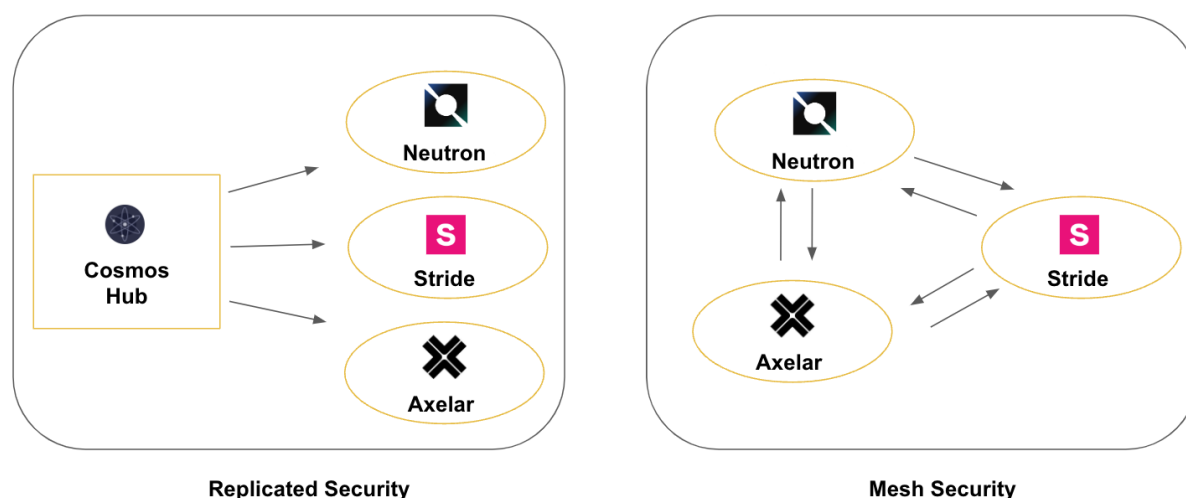 Neutron
Cosmos
Hub
S
Stride
Axelar
Replicated Security
Neutron
S
Stride
Axelar
Mesh Security